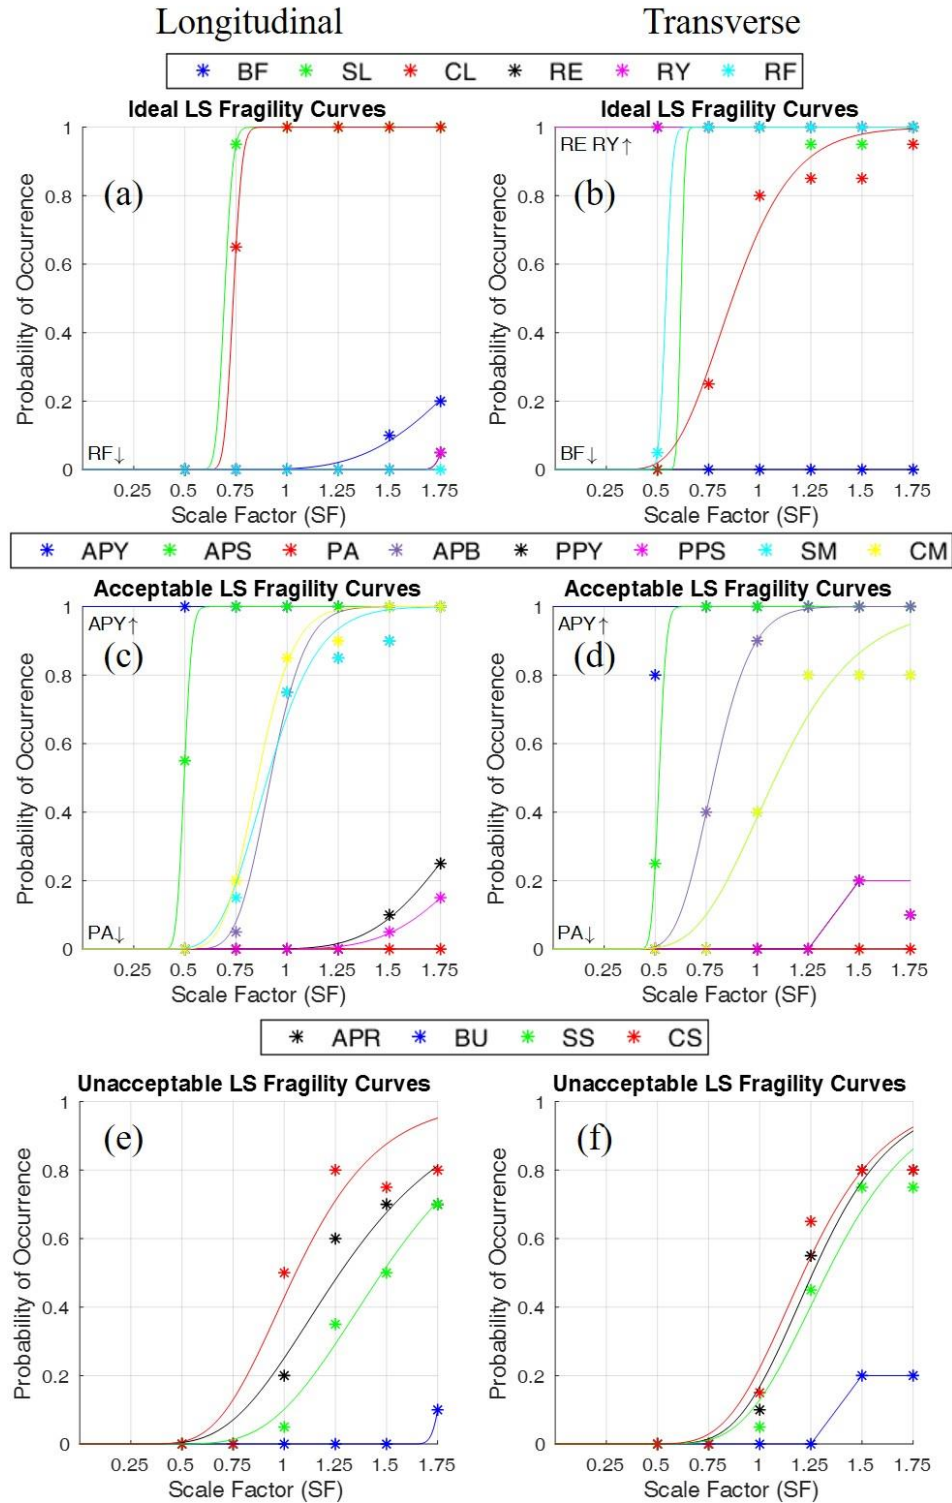 Longitudinal Transverse
BF SL CL RE RY RF
Ideal LS Fragility Curves Ideal LS Fragility Curves
1 1
RE RY↑
(a) (b)
0.8 0.8
0.6 0.6
0.4 0.4
0.2 0.2
RF↓ BF↓
0 0
0.25 0.5 0.75 1 1.25 1.5 1.75 0.25 0.5 0.75 1 1.25 1.5 1.75
Probability of Occurrence Probability of Occurrence
Scale Factor (SF) Scale Factor (SF)
APY APS PA APB PPY PPS SM CM
Acceptable LS Fragility Curves Acceptable LS Fragility Curves
1 1
APY↑ APY↑
(c) (d)
0.8 0.8
0.6 0.6
0.4 0.4
0.2 0.2
PA↓ PA↓
0 0
0.25 0.5 0.75 1 1.25 1.5 1.75 0.25 0.5 0.75 1 1.25 1.5 1.75
Probability of Occurrence Probability of Occurrence
Scale Factor (SF) Scale Factor (SF)
APR BU SS CS
Unacceptable LS Fragility Curves Unacceptable LS Fragility Curves
1 1
(e) (f)
0.8 0.8
0.6 0.6
0.4 0.4
0.2 0.2
0 0
0.25 0.5 0.75 1 1.25 1.5 1.75 0.25 0.5 0.75 1 1.25 1.5 1.75
Probability of Occurrence Probability of Occurrence
Scale Factor (SF) Scale Factor (SF)